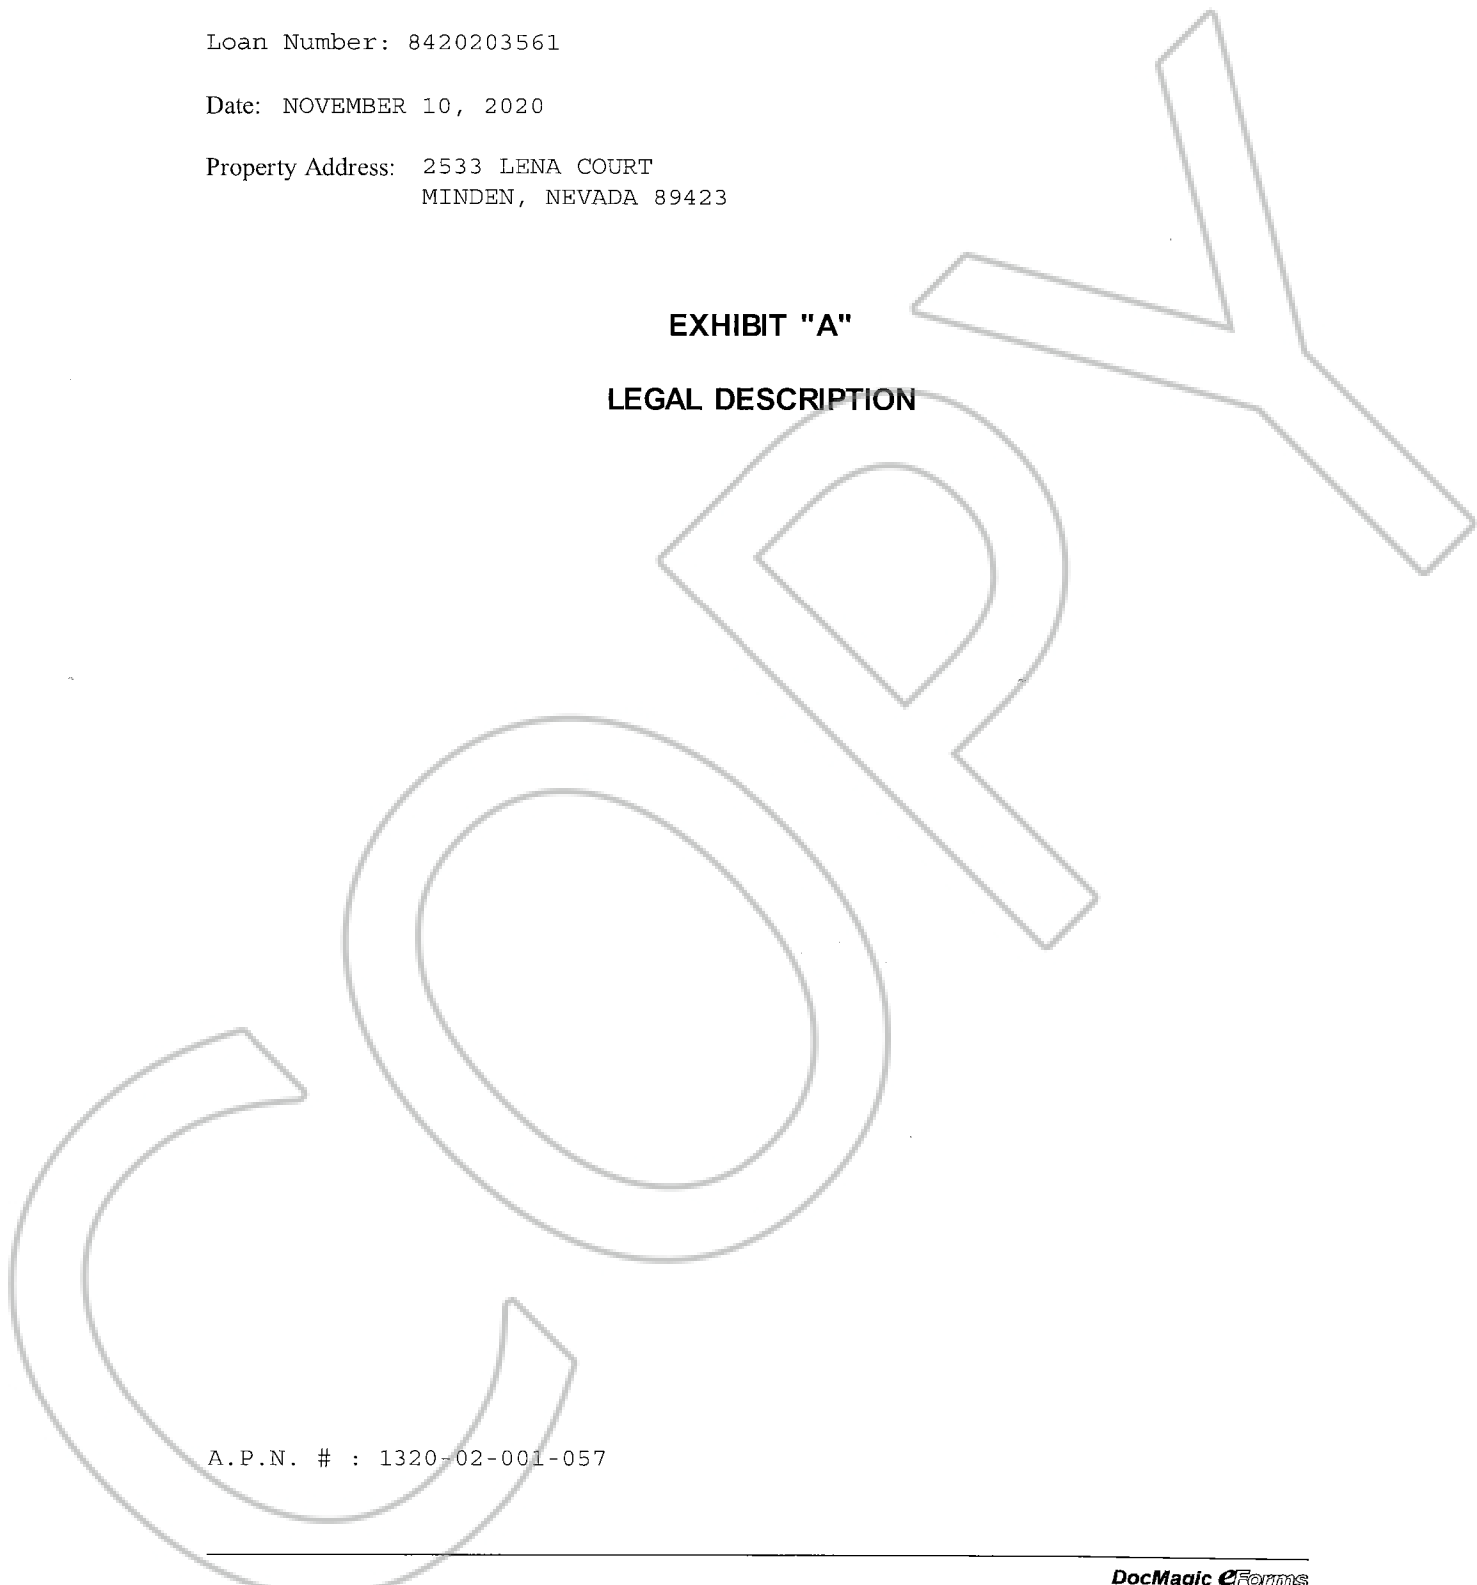 Loan Number: 8420203561
Date: NOVEMBER 10, 2020
Property Address: 2533 LENA COURT
MINDEN, NEVADA 89423
EXHIBIT "A"
LEGAL DESCRIPTION
COPY
A.P.N. # : 1320-02-001-057
DocMagic eForms